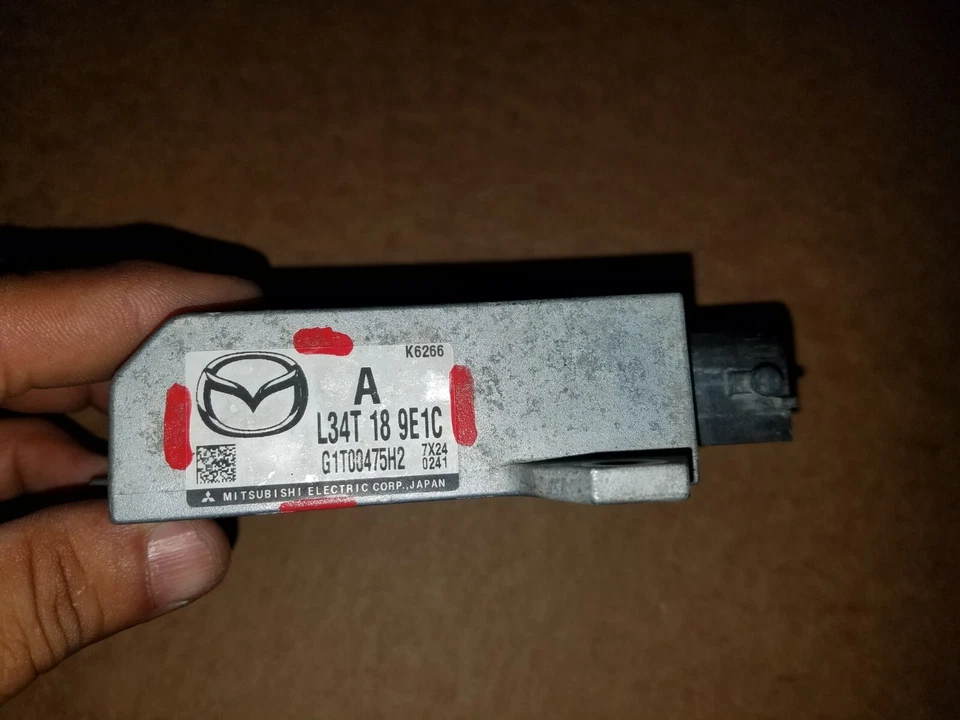 K6266
A
L34T 18 9E1C
G1T00475H2 7X24
0241
MITSUBISHI ELECTRIC CORP.,JAPAN